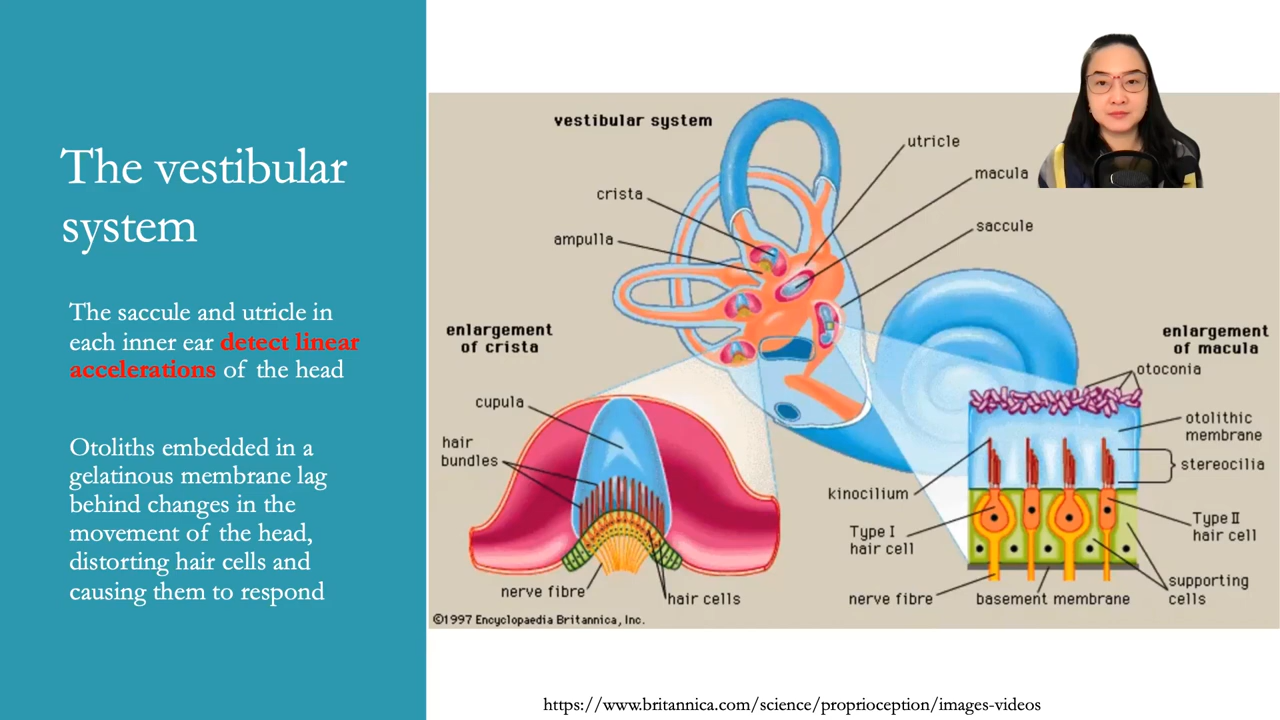 The vestibular
system
The saccule and utricle in
each inner ear detect linear
accelerations of the head
Otoliths embedded in a
gelatinous membrane lag
behind changes in the
movement of the head,
distorting hair cells and
causing them to respond
vestibular system
utricle
macula
crista
saccule
ampulla
enlargement
of crista
enlargement
of macula
otoconia
cupula
otolithic
membrane
hair
bundles
stereocilia
kinocilium
Type I
hair cell
Type II
hair cell
nerve fibre
hair cells
nerve fibre
basement membrane
supporting
cells
©1997 Encyclopaedia Britannica, Inc.
https://www.britannica.com/science/proprioception/images-videos